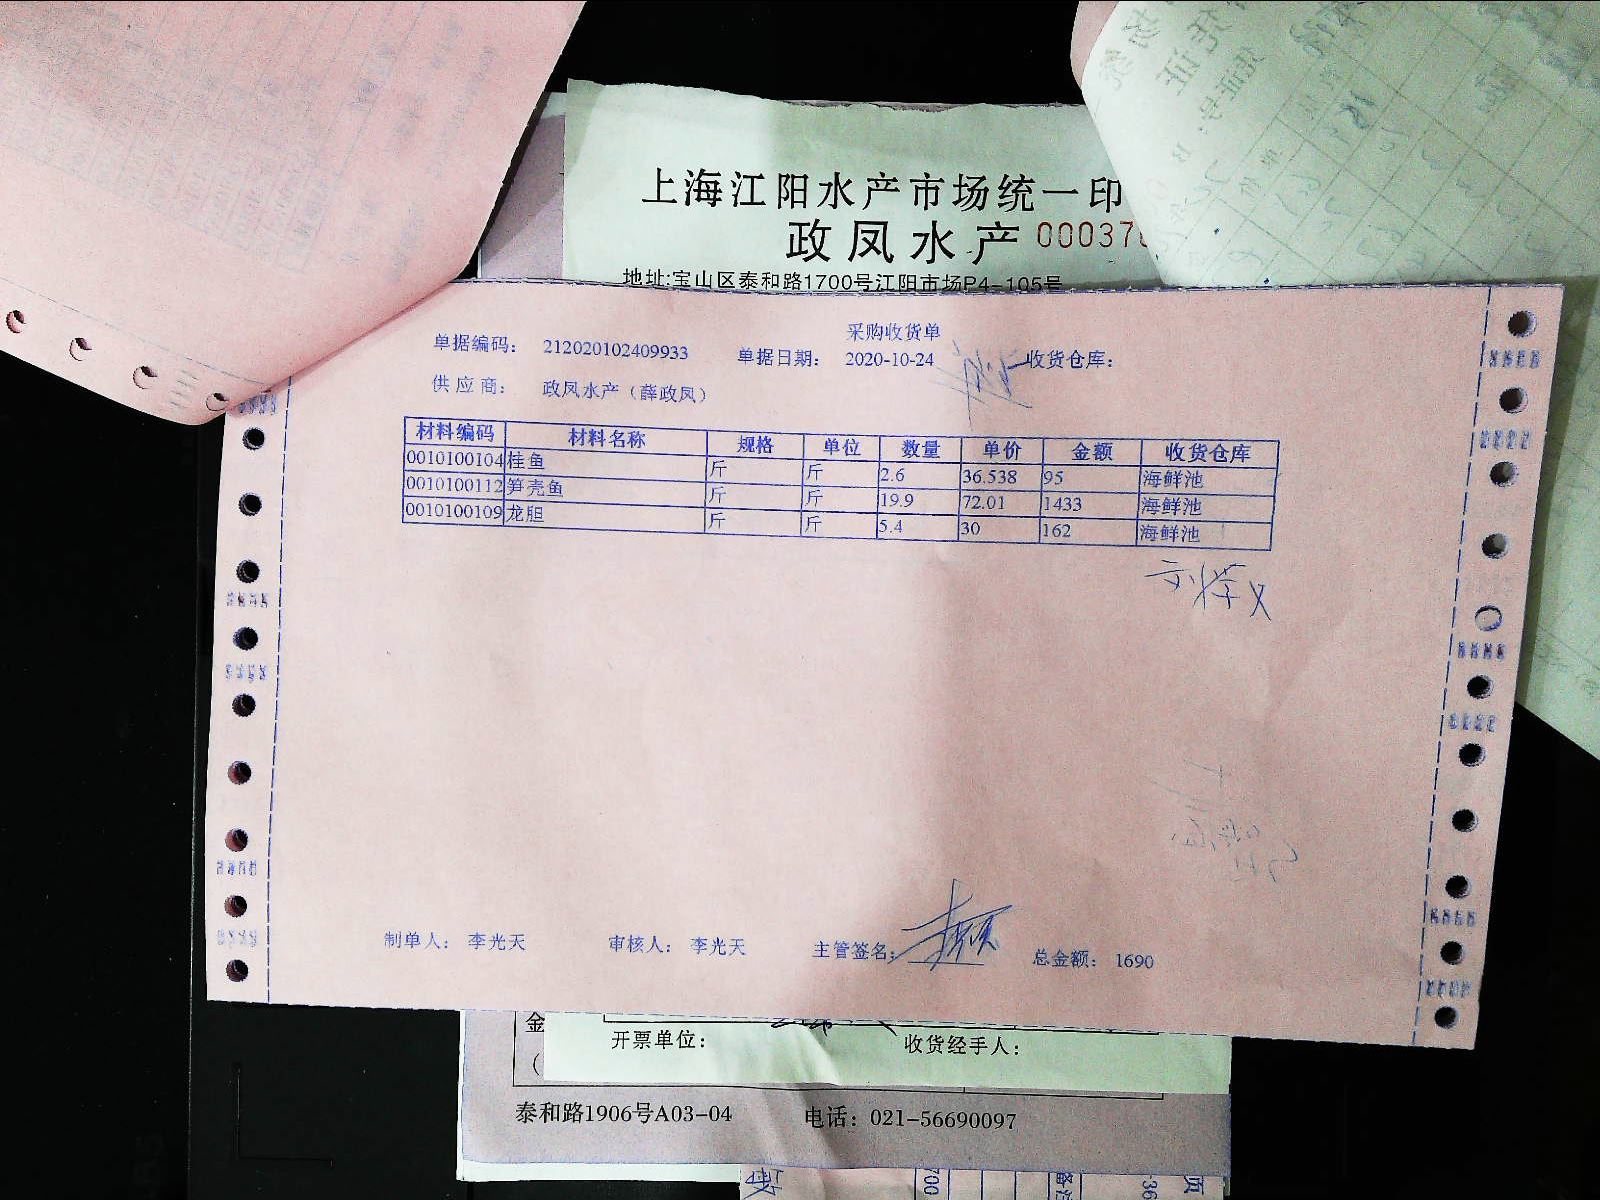 上海江阳水产市场统一印
政凤水产 00037
地址:宝山区泰和路1700号江阳市场P4-105号
采购收货单
单据编码: 212020102409933 单据日期: 2020-10-24 收货仓库:
供应商: 政凤水产（薛政凤）
材料编码 材料名称 规格 单位 数量 单价 金额 收货仓库
0010100104 桂鱼 斤 斤 2.6 36.538 95 海鲜池
0010100112 笋壳鱼 斤 斤 19.9 72.01 1433 海鲜池
0010100109 龙胆 斤 斤 5.4 30 162 海鲜池
制单人: 李光天 审核人: 李光天 主管签名: 总金额: 1690
金
开票单位: 收货经手人:
(
泰和路1906号A03-04 电话: 021-56690097